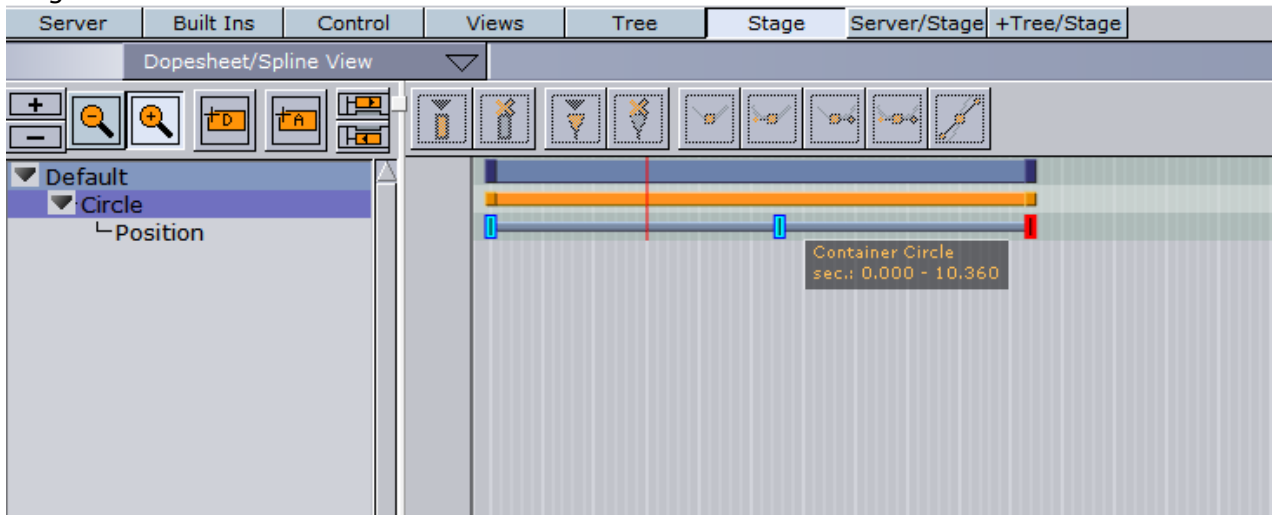 Server Built Ins Control Views Tree Stage Server/Stage +Tree/Stage
Dopesheet/Spline View
D A
Default
Circle
Position
Container Circle
sec.: 0.000 - 10.360